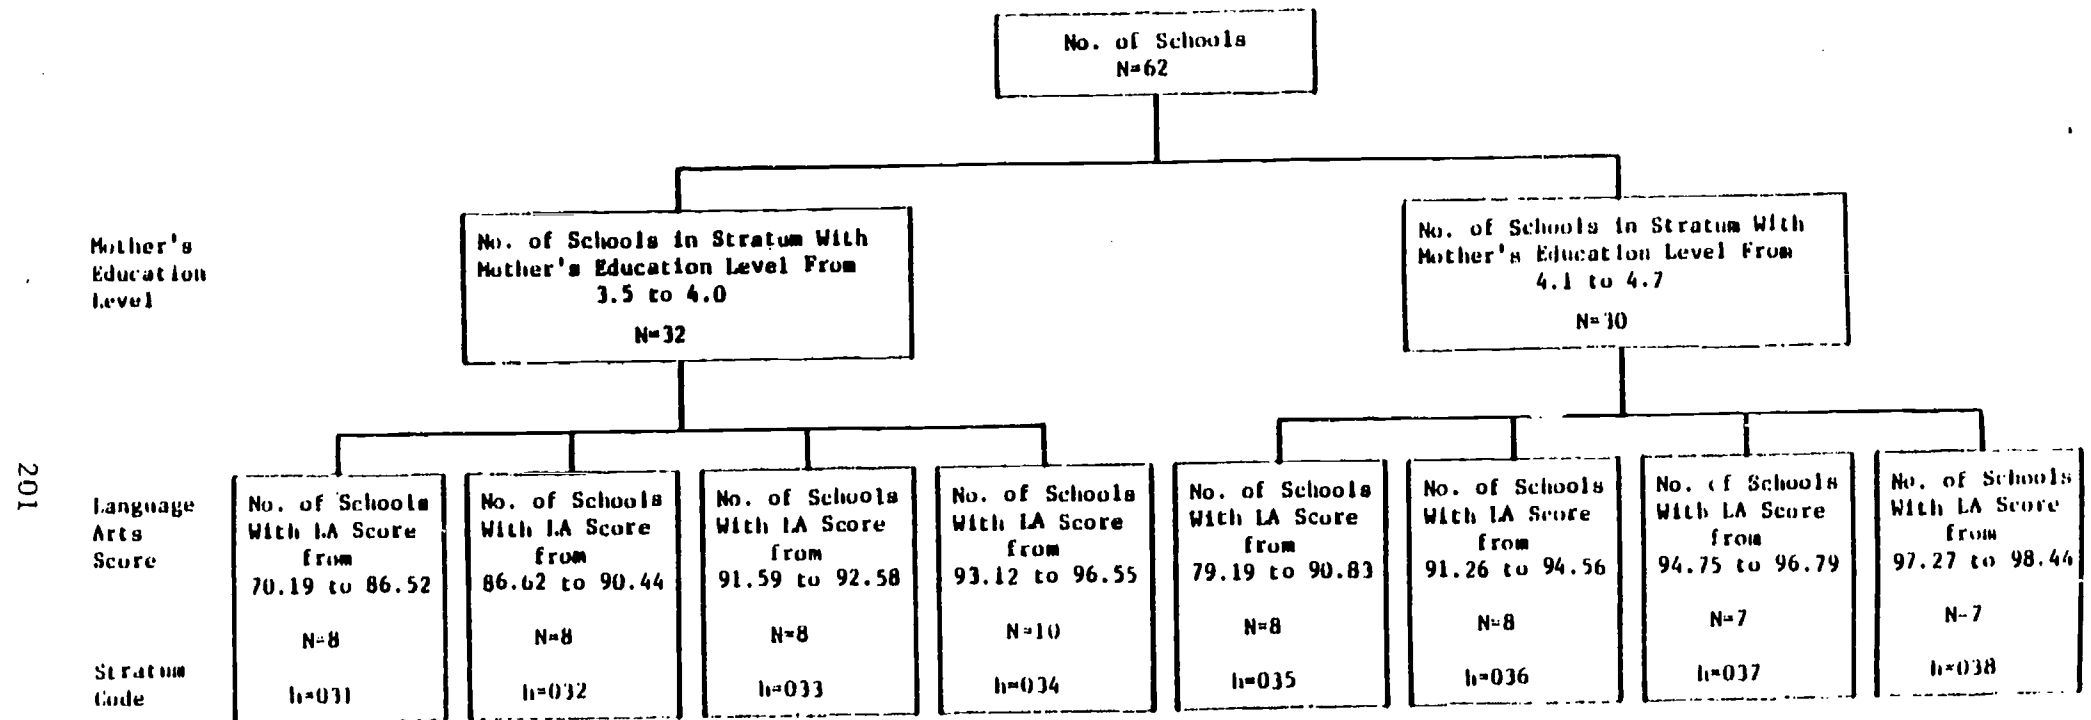 No. of Schools
N=62
Mother's
Education
Level
No. of Schools in Stratum With
Mother's Education Level From
3.5 to 4.0
N=32
No. of Schools in Stratum With
Mother's Education Level From
4.1 to 4.7
N=30
201
Language
Arts
Score
No. of Schools
With LA Score
from
70.19 to 86.52
N=8
h=031
No. of Schools
With LA Score
from
86.62 to 90.44
N=8
h=032
No. of Schools
With LA Score
from
91.59 to 92.58
N=8
h=033
No. of Schools
With LA Score
from
93.12 to 96.55
N=10
h=034
No. of Schools
With LA Score
from
79.19 to 90.83
N=8
h=035
No. of Schools
With LA Score
from
91.26 to 94.56
N=8
h=036
No. of Schools
With LA Score
from
94.75 to 96.79
N=7
h=037
No. of Schools
With LA Score
from
97.27 to 98.44
N=7
h=038
Stratum
Code